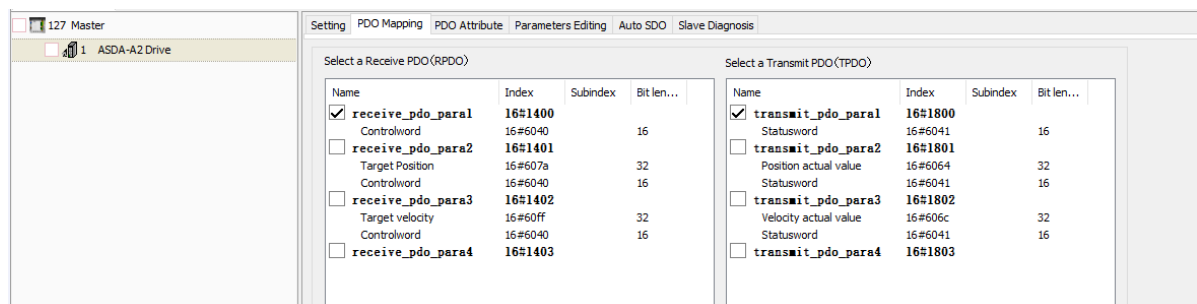 127 Master
1 ASDA-A2 Drive
Setting PDO Mapping PDO Attribute Parameters Editing Auto SDO Slave Diagnosis
Select a Receive PDO(RPDO)
Name Index Subindex Bit len...
receive_pdo_para1 16#1400
Controlword 16#6040 16
receive_pdo_para2 16#1401
Target Position 16#607a 32
Controlword 16#6040 16
receive_pdo_para3 16#1402
Target velocity 16#60ff 32
Controlword 16#6040 16
receive_pdo_para4 16#1403
Select a Transmit PDO(TPDO)
Name Index Subindex Bit len...
transmit_pdo_para1 16#1800
Statusword 16#6041 16
transmit_pdo_para2 16#1801
Position actual value 16#6064 32
Statusword 16#6041 16
transmit_pdo_para3 16#1802
Velocity actual value 16#606c 32
Statusword 16#6041 16
transmit_pdo_para4 16#1803